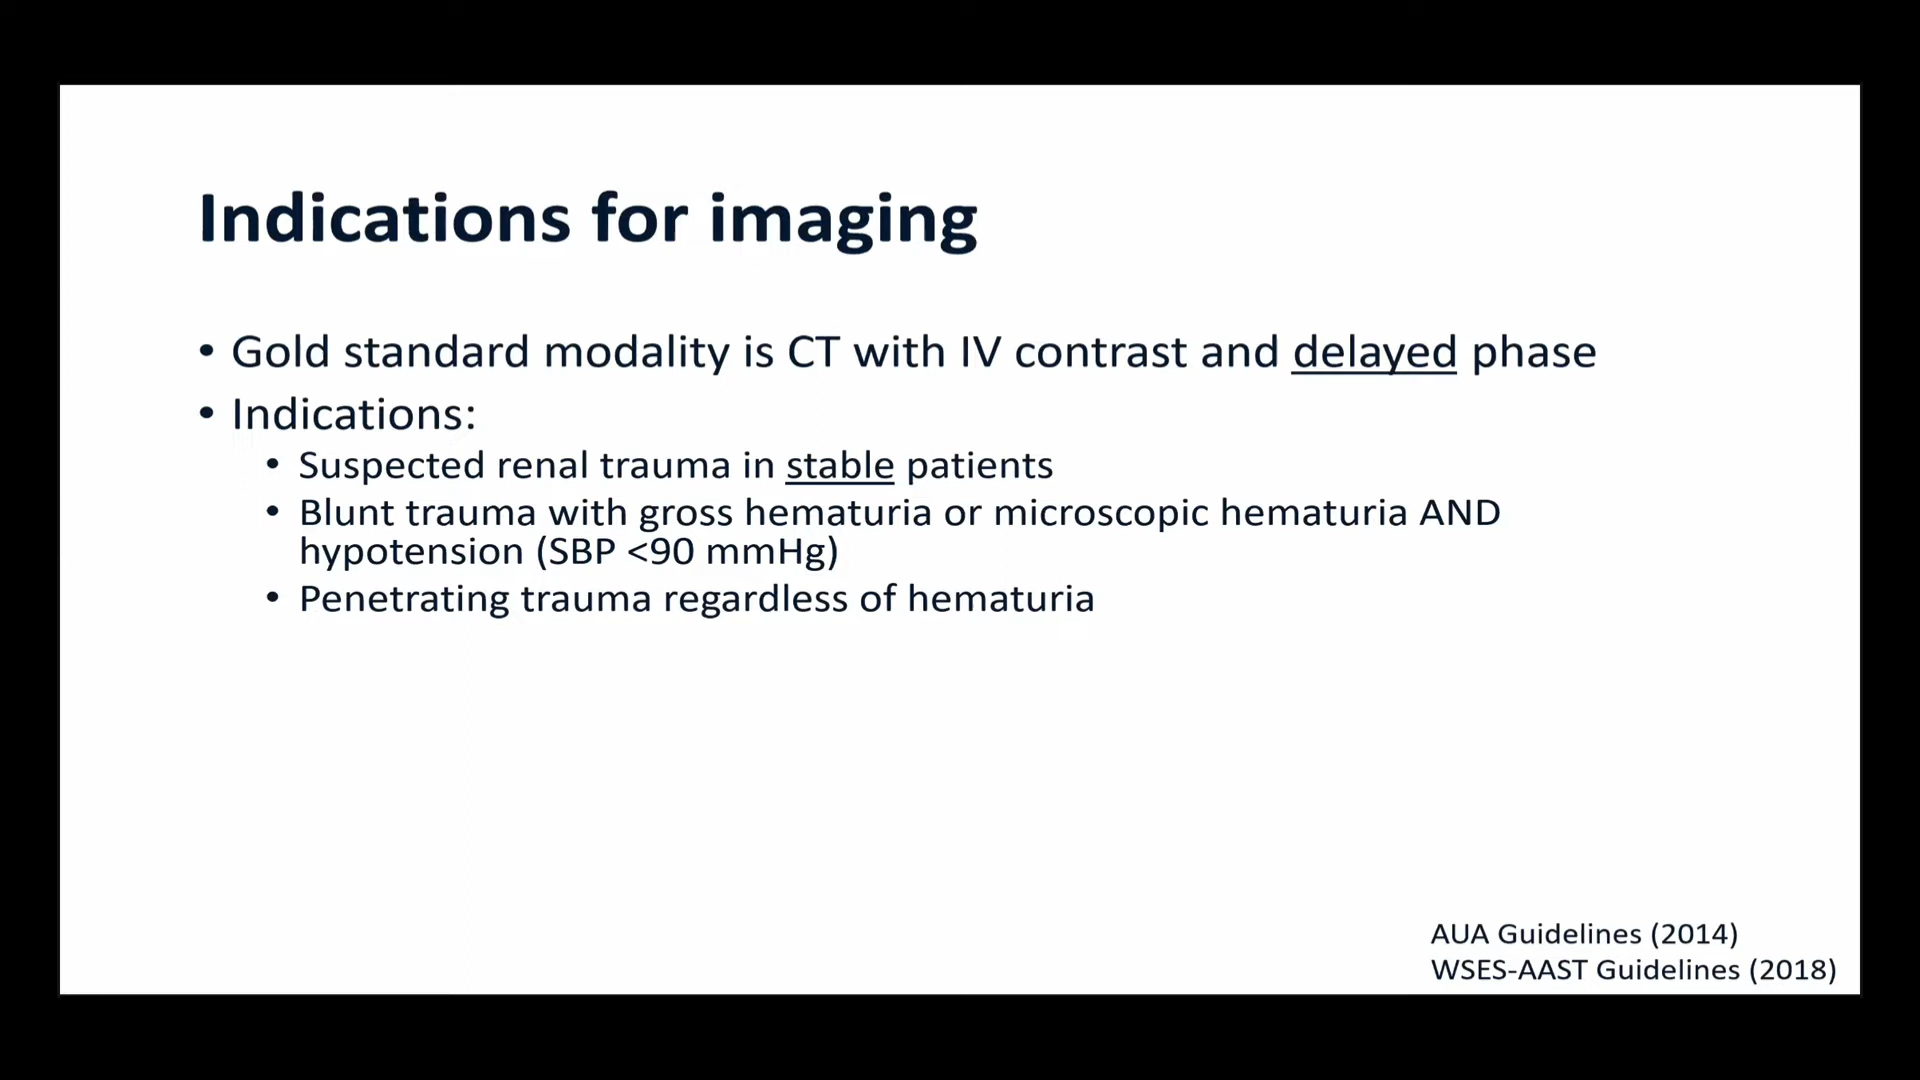 Indications for imaging
• Gold standard modality is CT with IV contrast and delayed phase
• Indications:
• Suspected renal trauma in stable patients
• Blunt trauma with gross hematuria or microscopic hematuria AND
hypotension (SBP <90 mmHg)
• Penetrating trauma regardless of hematuria
AUA Guidelines (2014)
WSES-AAST Guidelines (2018)